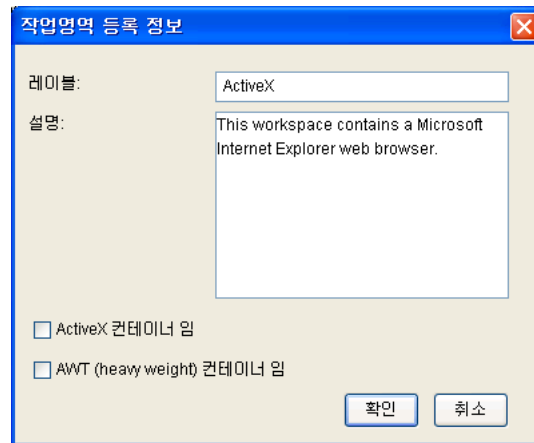 작업명역 등록 정보
레이블:
ActiveX
설명:
This workspace contains a Microsoft
Internet Explorer web browser.
ActiveX 컨테이너 임
AWT (heavy weight) 컨테이너 임
확인
취소